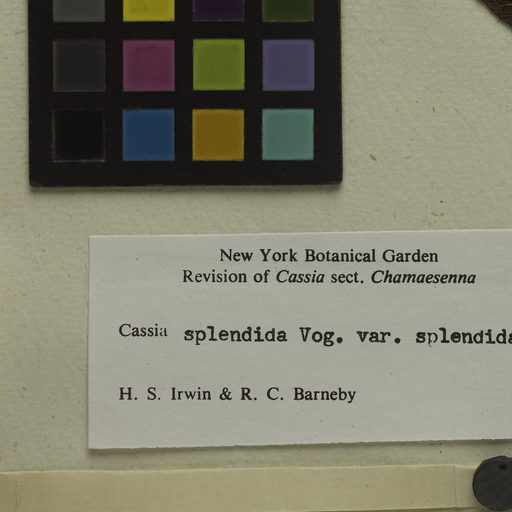 New York Botanical Garden
Revision of Cassia sect. Chamaesenna
Cassia splendida Vog. var. splendida
H. S. Irwin & R. C. Barneby